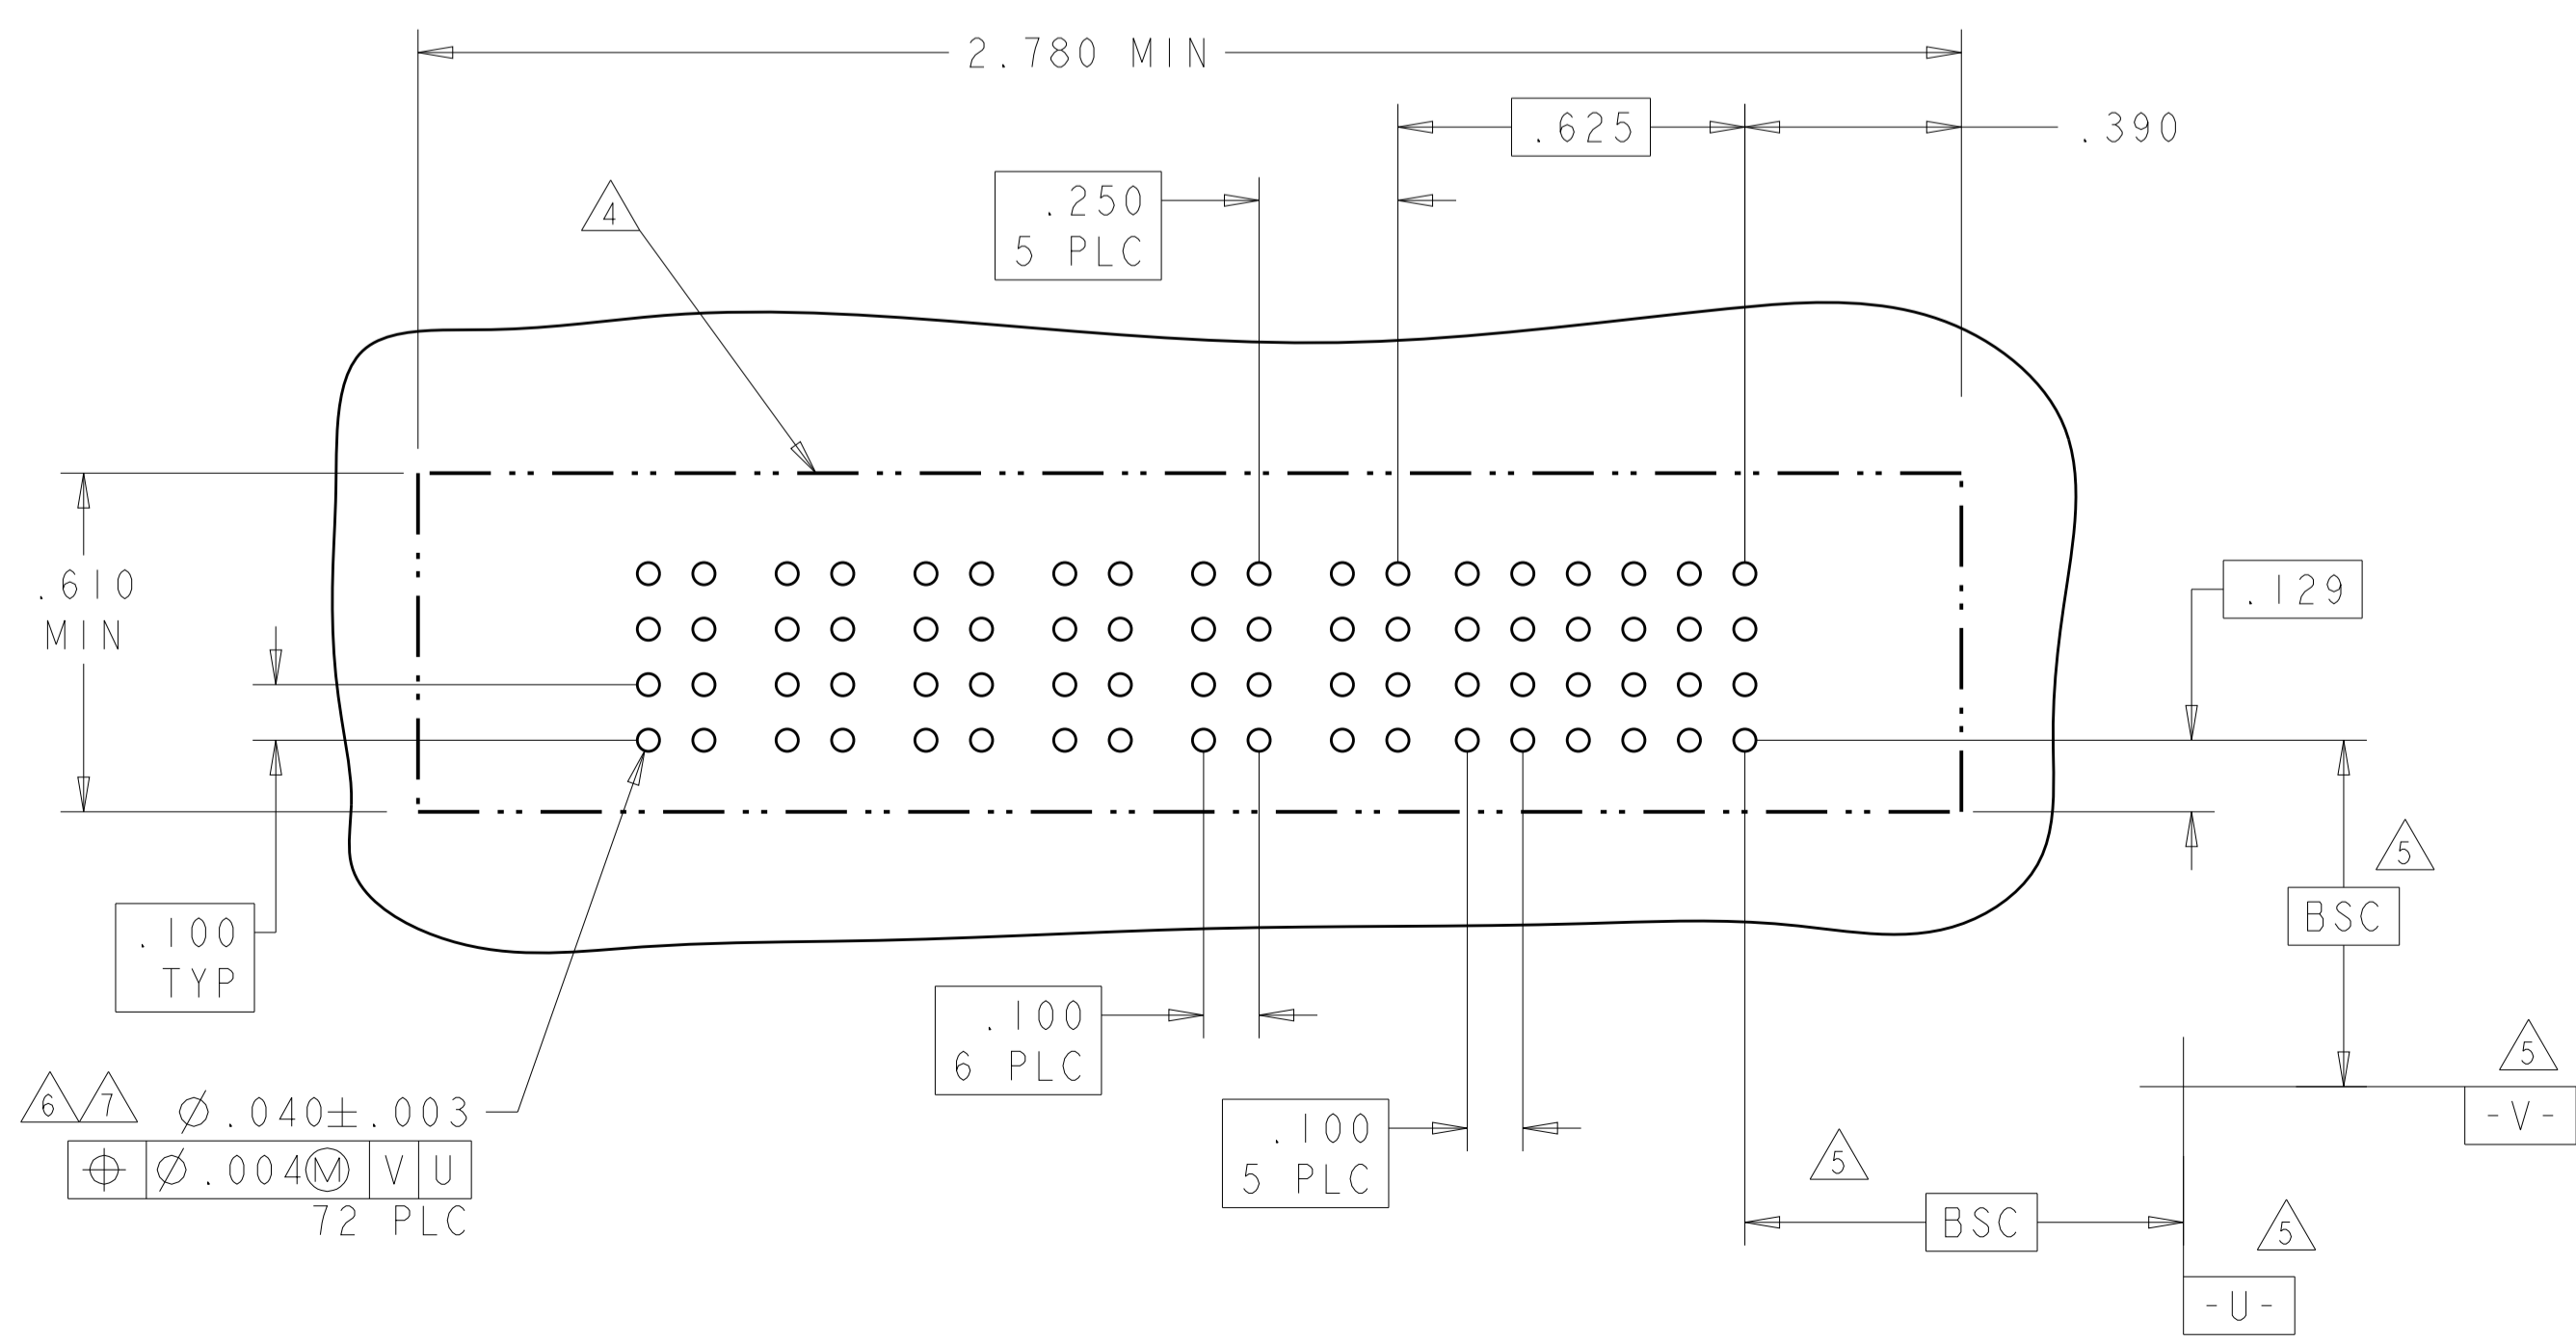 2.780 MIN
.625
.390
.250
5 PLC
4
.610
MIN
.129
5
BSC
.100
TYP
.100
6 PLC
5
-V-
6 7 Ø.040±.003
⌖ Ø.004Ⓜ V U
72 PLC
.100
5 PLC
5
BSC
5
-U-